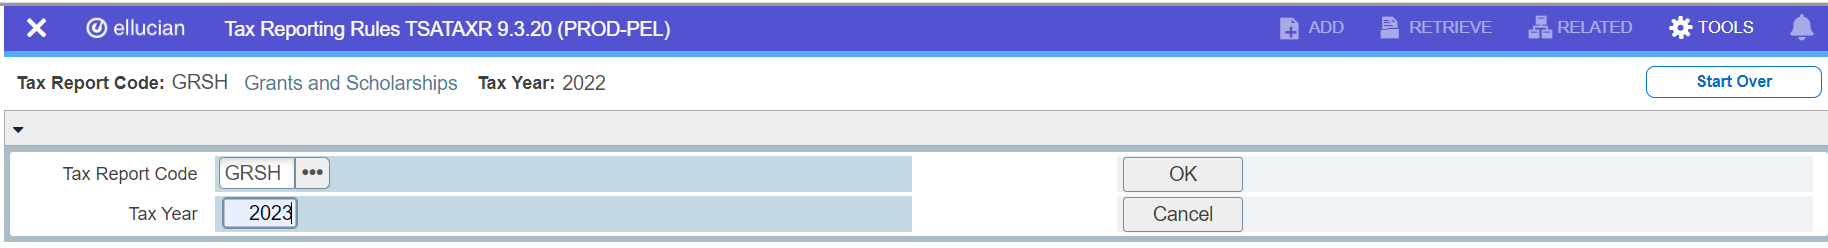 ellucian Tax Reporting Rules TSATAXR 9.3.20 (PROD-PEL) ADD RETRIEVE RELATED TOOLS
Tax Report Code: GRSH Grants and Scholarships Tax Year: 2022 Start Over
Tax Report Code GRSH ••• OK
Tax Year 2023 Cancel